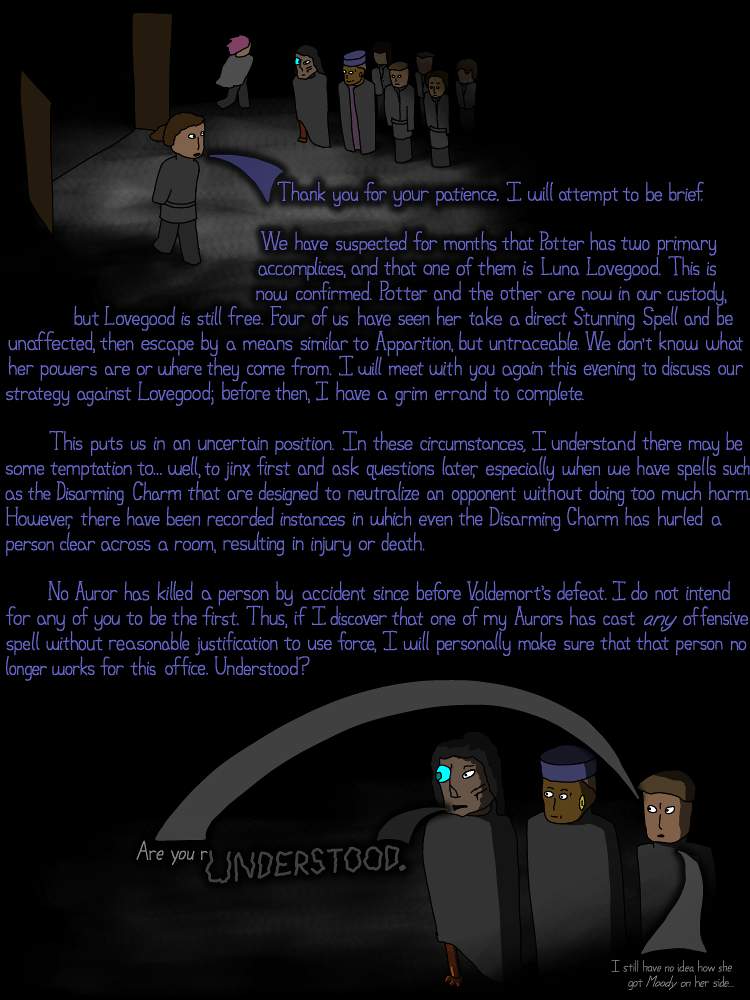 Thank you for your patience. I will attempt to be brief.
We have suspected for months that Potter has two primary
accomplices, and that one of them is Luna Lovegood. This is
now confirmed. Potter and the other are now in our custody,
but Lovegood is still free. Four of us have seen her take a direct Stunning Spell and be
unaffected, then escape by a means similar to Apparition, but untraceable. We don't know what
her powers are or where they come from. I will meet with you again this evening to discuss our
strategy against Lovegood; before then, I have a grim errand to complete.
This puts us in an uncertain position. In these circumstances, I understand there may be
some temptation to... well, to jinx first and ask questions later, especially when we have spells such
as the Disarming Charm that are designed to neutralize an opponent without doing too much harm.
However, there have been recorded instances in which even the Disarming Charm has hurled a
person clear across a room, resulting in injury or death.
No Auror has killed a person by accident since before Voldemort's defeat. I do not intend
for any of you to be the first. Thus, if I discover that one of my Aurors has cast any offensive
spell without reasonable justification to use force, I will personally make sure that that person no
longer works for this office. Understood?
Are you r
UNDERSTOOD.
I still have no idea how she
got Moody on her side...